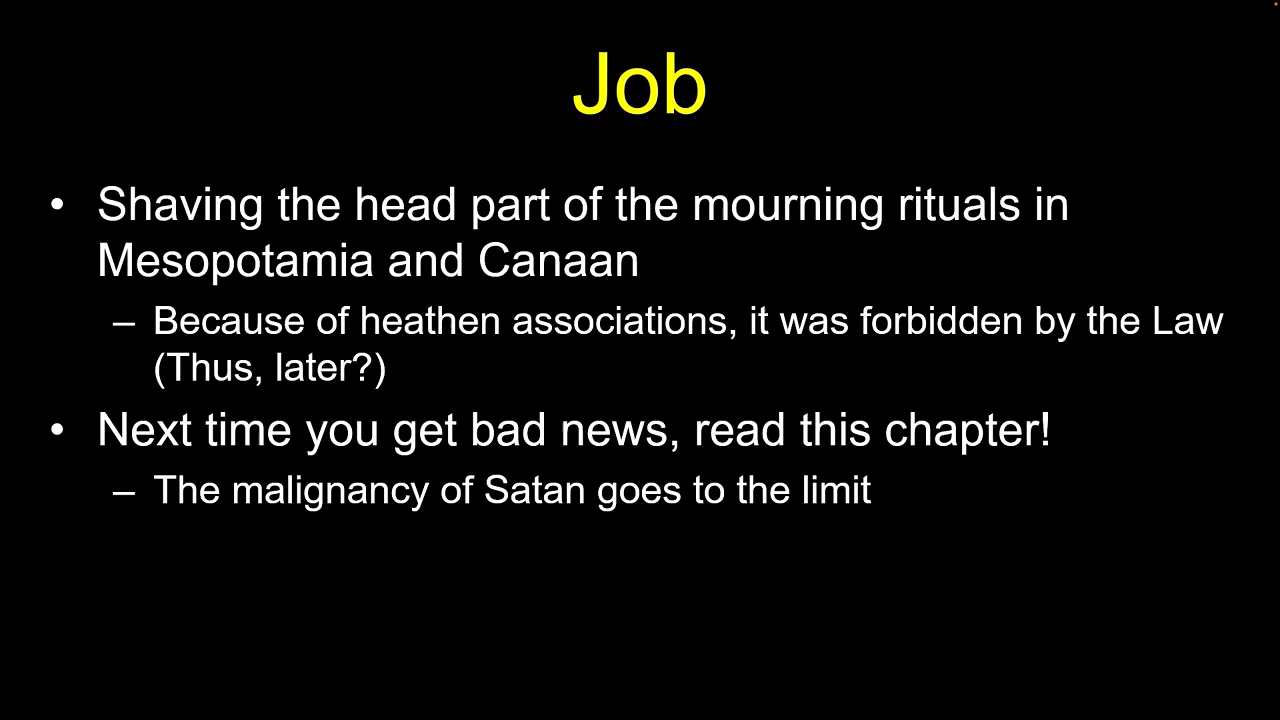 Job
• Shaving the head part of the mourning rituals in
Mesopotamia and Canaan
– Because of heathen associations, it was forbidden by the Law
(Thus, later?)
• Next time you get bad news, read this chapter!
– The malignancy of Satan goes to the limit